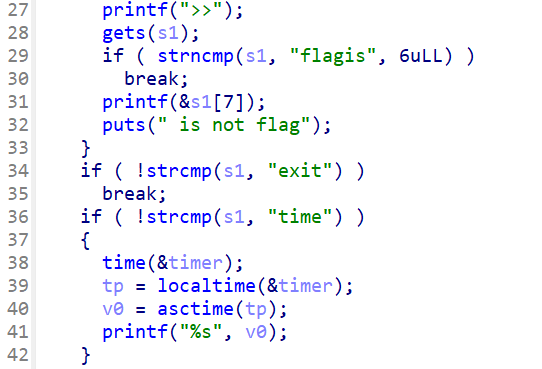 27 printf(">>");
28 gets(s1);
29 if ( strncmp(s1, "flagis", 6uLL) )
30 break;
31 printf(&s1[7]);
32 puts(" is not flag");
33 }
34 if ( !strcmp(s1, "exit") )
35 break;
36 if ( !strcmp(s1, "time") )
37 {
38 time(&timer);
39 tp = localtime(&timer);
40 v0 = asctime(tp);
41 printf("%s", v0);
42 }